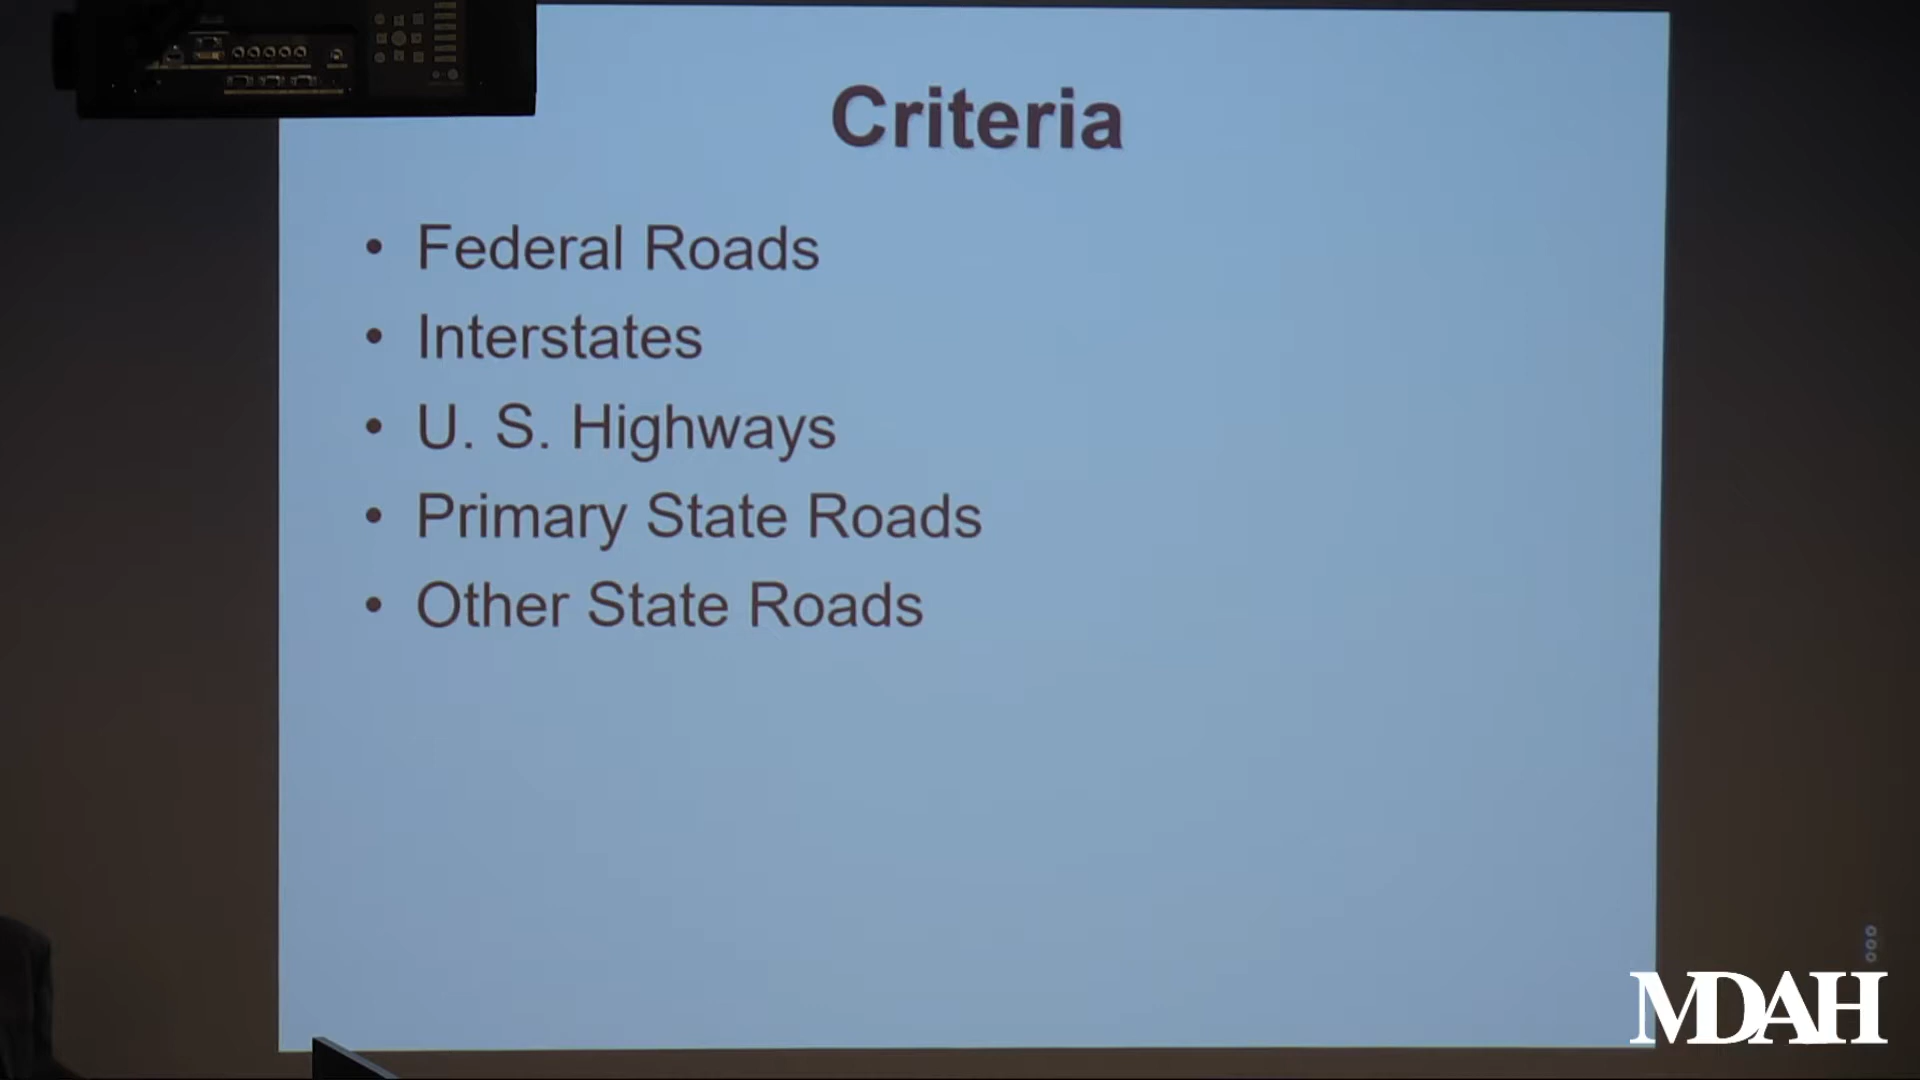 Criteria
• Federal Roads
• Interstates
• U. S. Highways
• Primary State Roads
• Other State Roads
MDAH